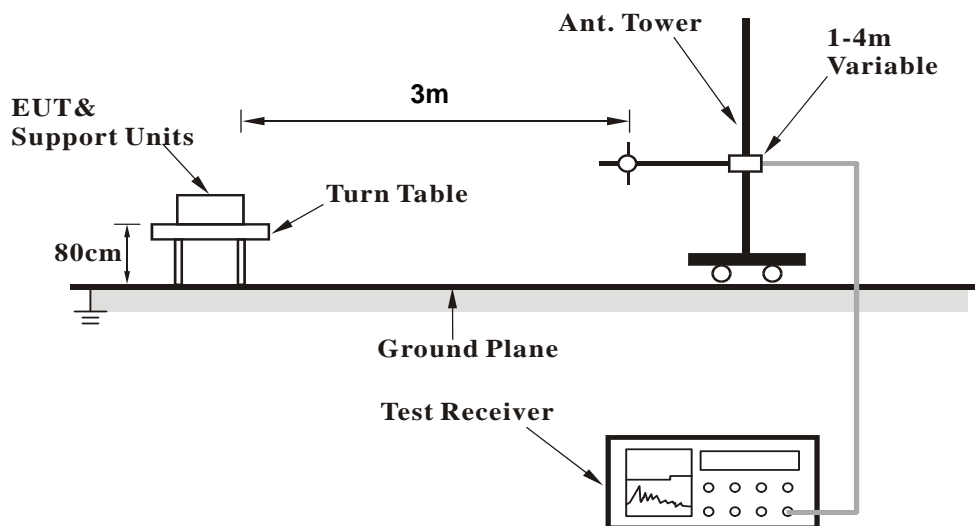 Ant. Tower
1-4m
Variable
3m
EUT&
Support Units
Turn Table
80cm
Ground Plane
Test Receiver